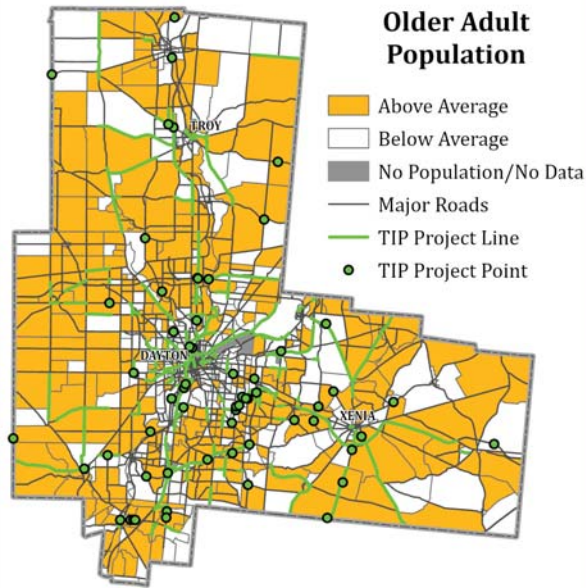 Older Adult
Population
Above Average
Below Average
No Population/No Data
Major Roads
TIP Project Line
TIP Project Point
TROY
DAYTON
XENIA